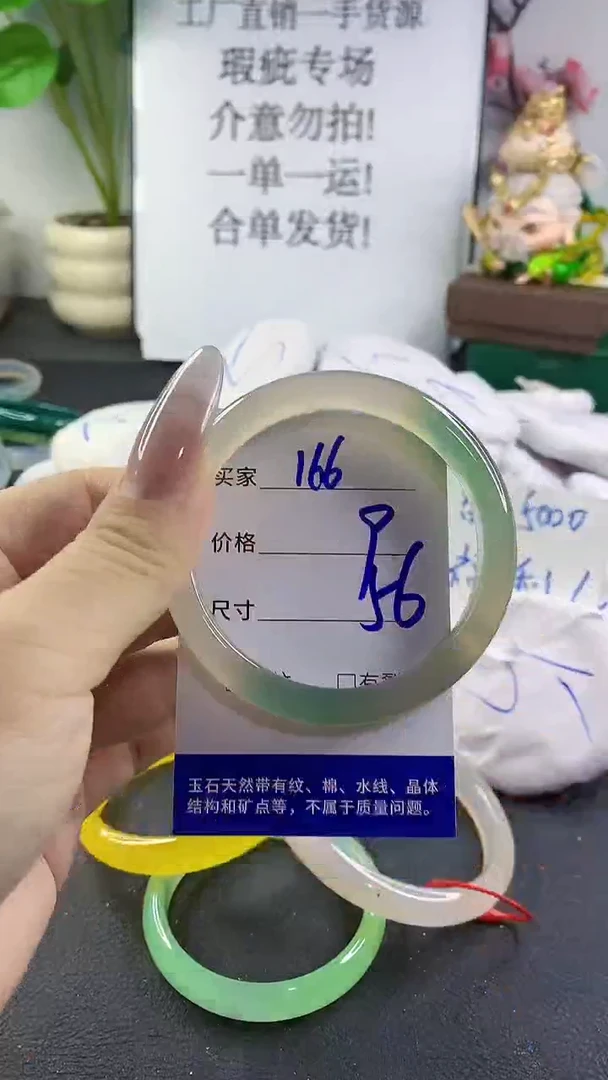 工厂直销一手货源
瑕疵专场
介意勿拍!
一单一运!
合单发货!
买家 166
价格
尺寸 56
5000
玉石天然带有纹、棉、水线、晶体
结构和矿点等，不属于质量问题。